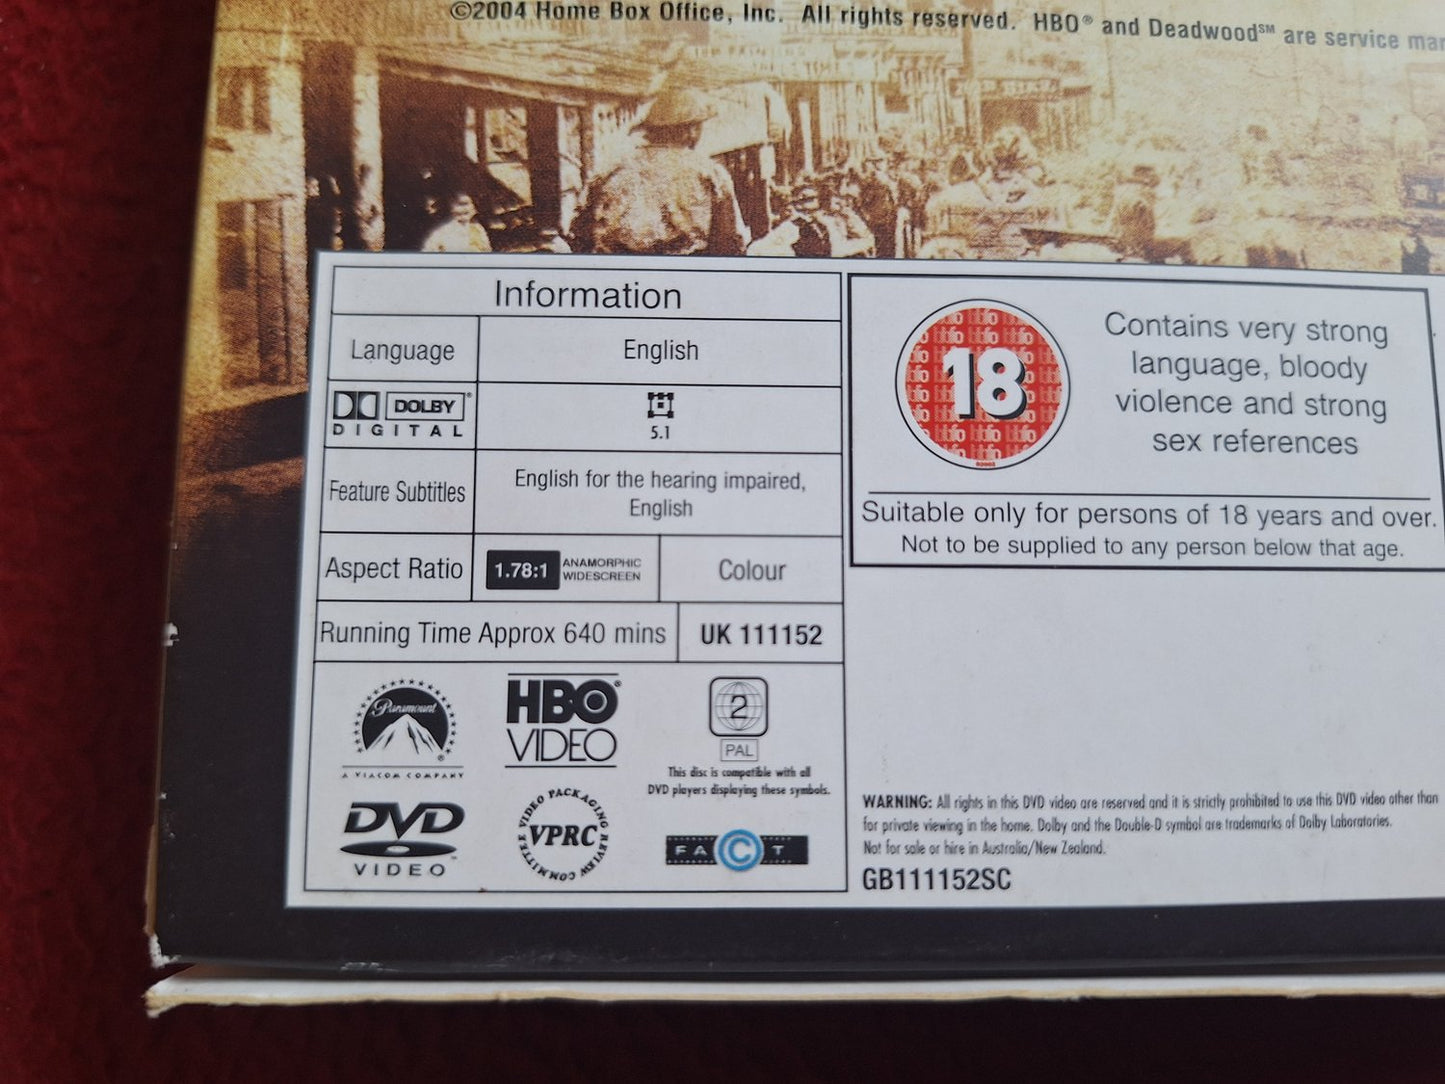 ©2004 Home Box Office, Inc. All rights reserved. HBO® and Deadwood℠ are service
Information
Language
English
DOLBY®
DIGITAL
5.1
Feature Subtitles
English for the hearing impaired,
English
Aspect Ratio
1.78:1
ANAMORPHIC
WIDESCREEN
Colour
Running Time Approx 640 mins
UK 111152
Paramount®
A VIACOM COMPANY
HBO®
VIDEO
2
PAL
This disc is compatible with all
DVD players displaying these symbols.
DVD™
VIDEO
VIDEO PACKAGING REVIEW COMMITTEE
VPRC
FACT
18
Contains very strong
language, bloody
violence and strong
sex references
Suitable only for persons of 18 years and over.
Not to be supplied to any person below that age.
WARNING: All rights in this DVD video are reserved and it is strictly prohibited to use this DVD video other than
for private viewing in the home. Dolby and the Double-D symbol are trademarks of Dolby Laboratories.
Not for sale or hire in Australia/New Zealand.
GB111152SC